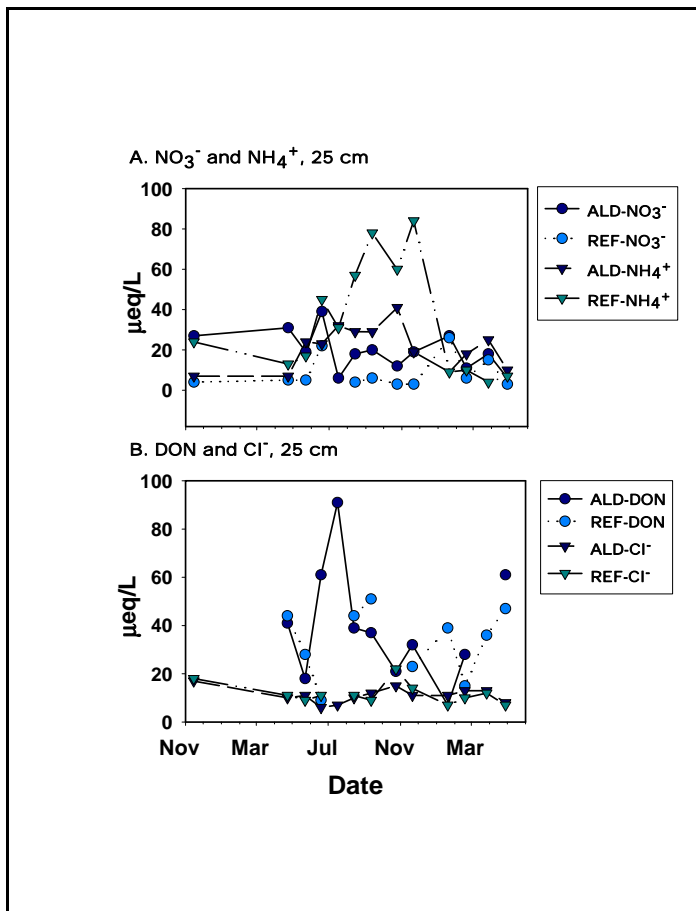 A. NO₃⁻ and NH₄⁺, 25 cm
100
80
60
40
20
0
µeq/L
ALD-NO₃⁻
REF-NO₃⁻
ALD-NH4⁺
REF-NH4⁺
B. DON and Cl⁻, 25 cm
100
80
60
40
20
0
µeq/L
ALD-DON
REF-DON
ALD-Cl⁻
REF-Cl⁻
Nov Mar Jul Nov Mar
Date